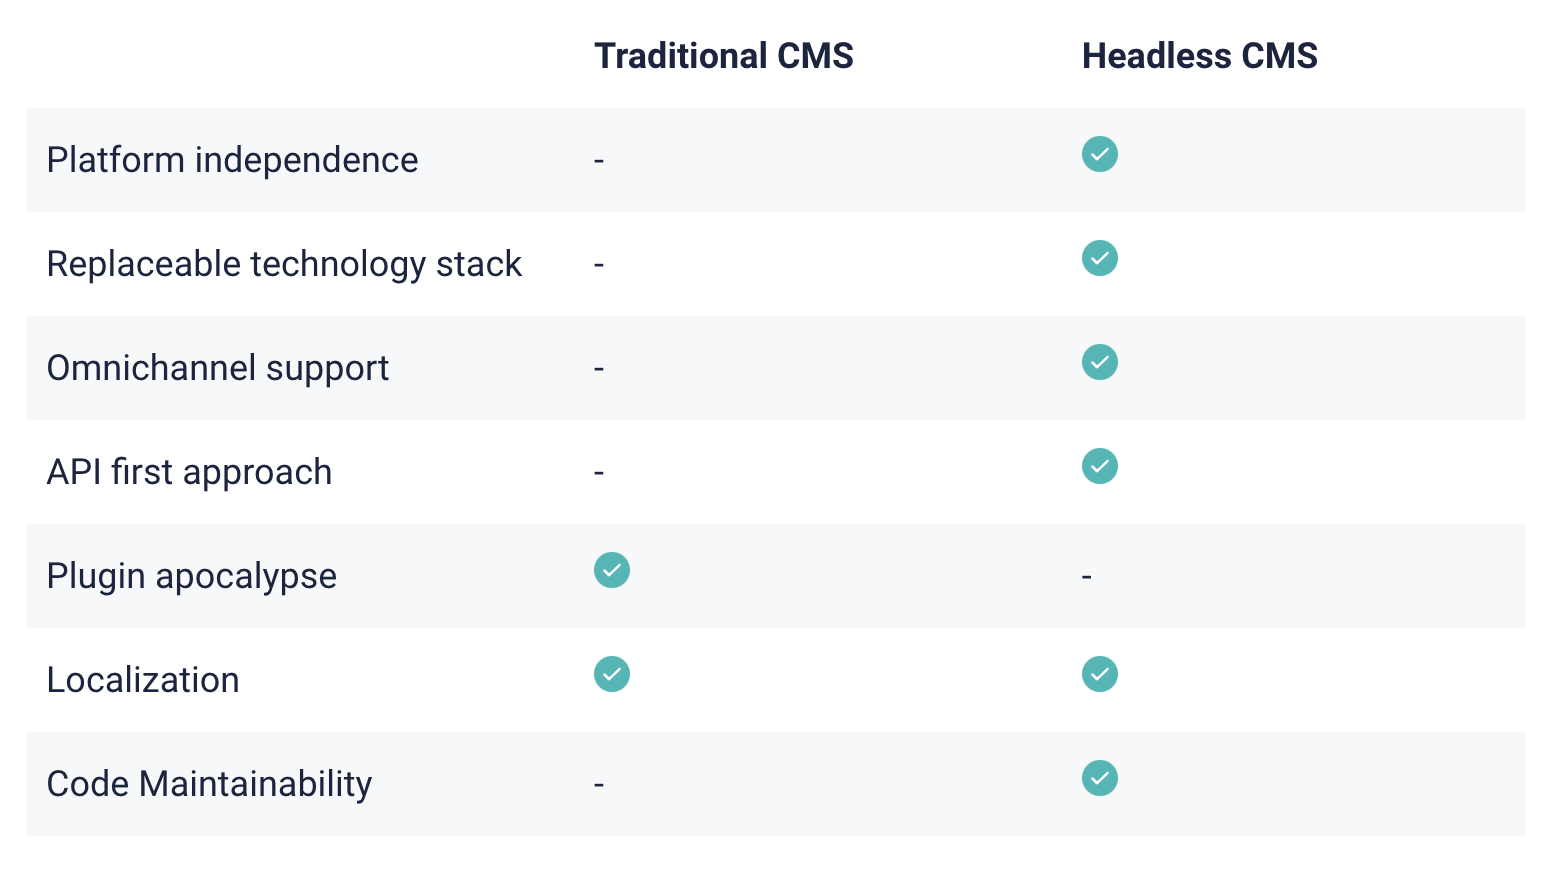 Traditional CMS Headless CMS
Platform independence -
Replaceable technology stack -
Omnichannel support -
API first approach -
Plugin apocalypse -
Localization
Code Maintainability -